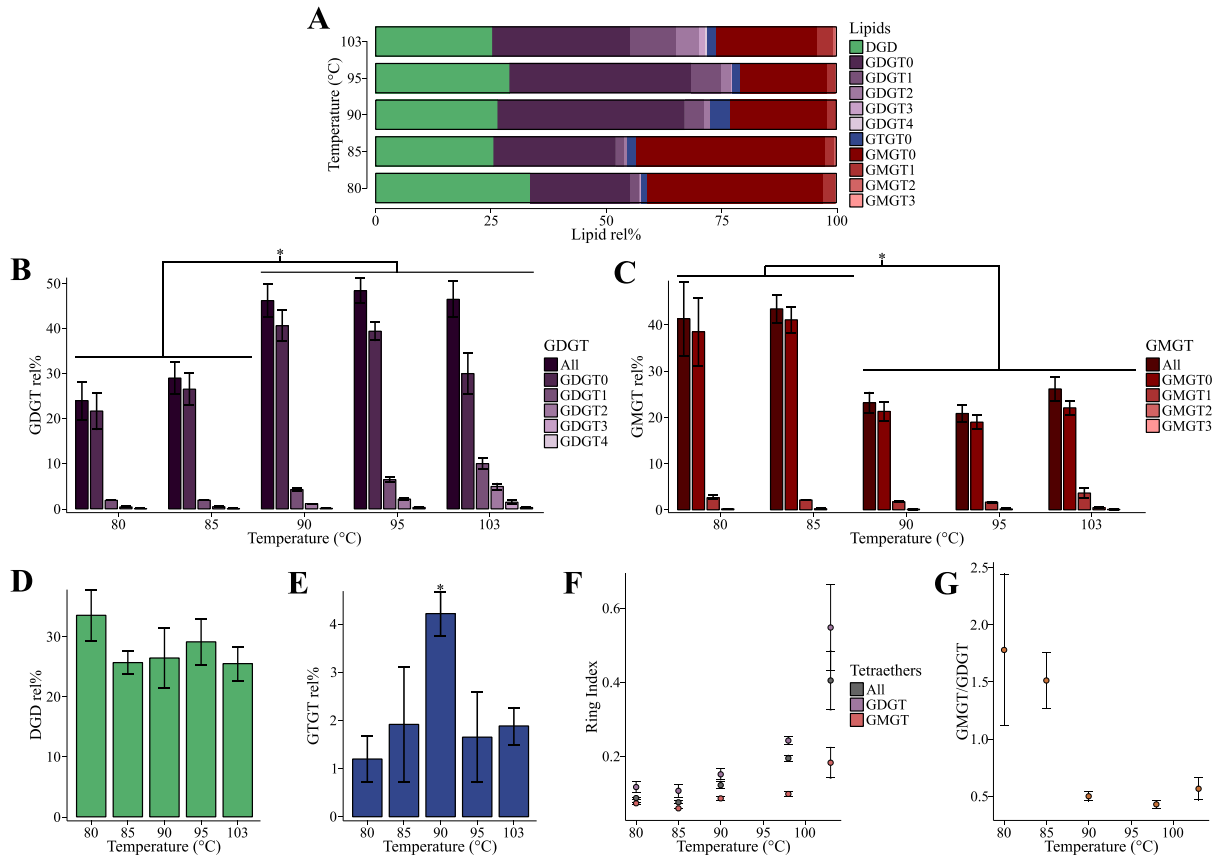 A
Temperature (°C)
103
95
90
85
80
0 25 50 75 100
Lipid rel%
Lipids
DGD
GDGT0
GDGT1
GDGT2
GDGT3
GDGT4
GTGT0
GMGT0
GMGT1
GMGT2
GMGT3
B
*
GDGT rel%
50
40
30
20
10
0
80 85 90 95 103
Temperature (°C)
GDGT
All
GDGT0
GDGT1
GDGT2
GDGT3
GDGT4
C
*
GMGT rel%
40
30
20
10
0
80 85 90 95 103
Temperature (°C)
GMGT
All
GMGT0
GMGT1
GMGT2
GMGT3
D
DGD rel%
30
20
10
0
80 85 90 95 103
Temperature (°C)
E
*
GTGT rel%
4
3
2
1
0
80 85 90 95 103
Temperature (°C)
F
Ring Index
0.6
0.4
0.2
80 85 90 95 100
Temperature (°C)
Tetraethers
All
GDGT
GMGT
G
GMGT/GDGT
2.5
2.0
1.5
1.0
0.5
80 85 90 95 100
Temperature (°C)